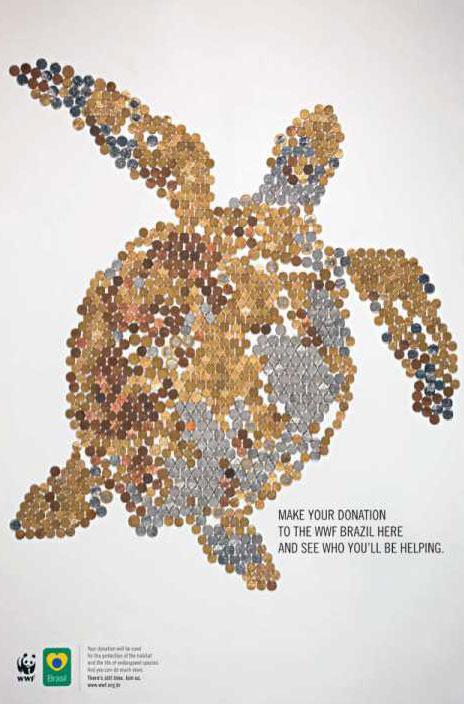 MAKE YOUR DONATION
TO THE WWF BRAZIL HERE
AND SEE WHO YOU'LL BE HELPING.
WWF
Brasil
Your donation will be used
for the protection of the habitat
and the life of endangered species.
And you can do much more.
There's still time. Join us.
www.wwf.org.br